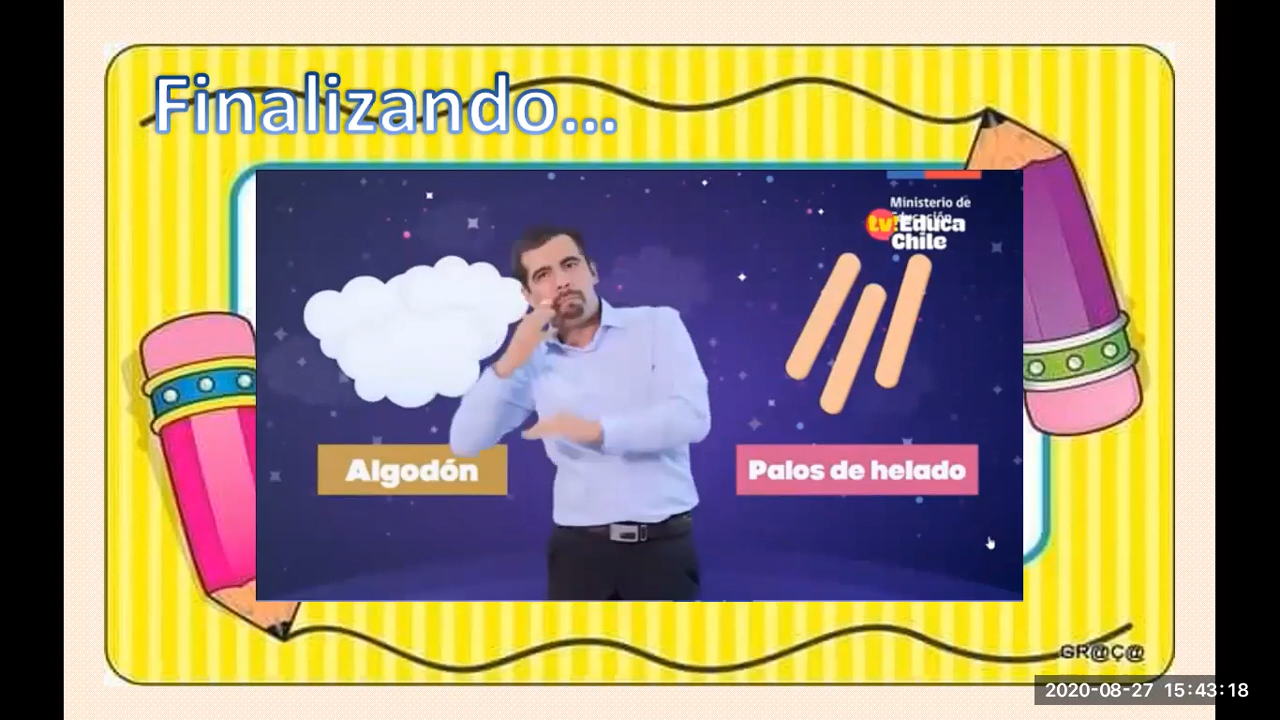 Finalizando...
Ministerio de
Educación
tv! Educa
Chile
Algodón
Palos de helado
GR@Ç@
2020-08-27 15:43:18